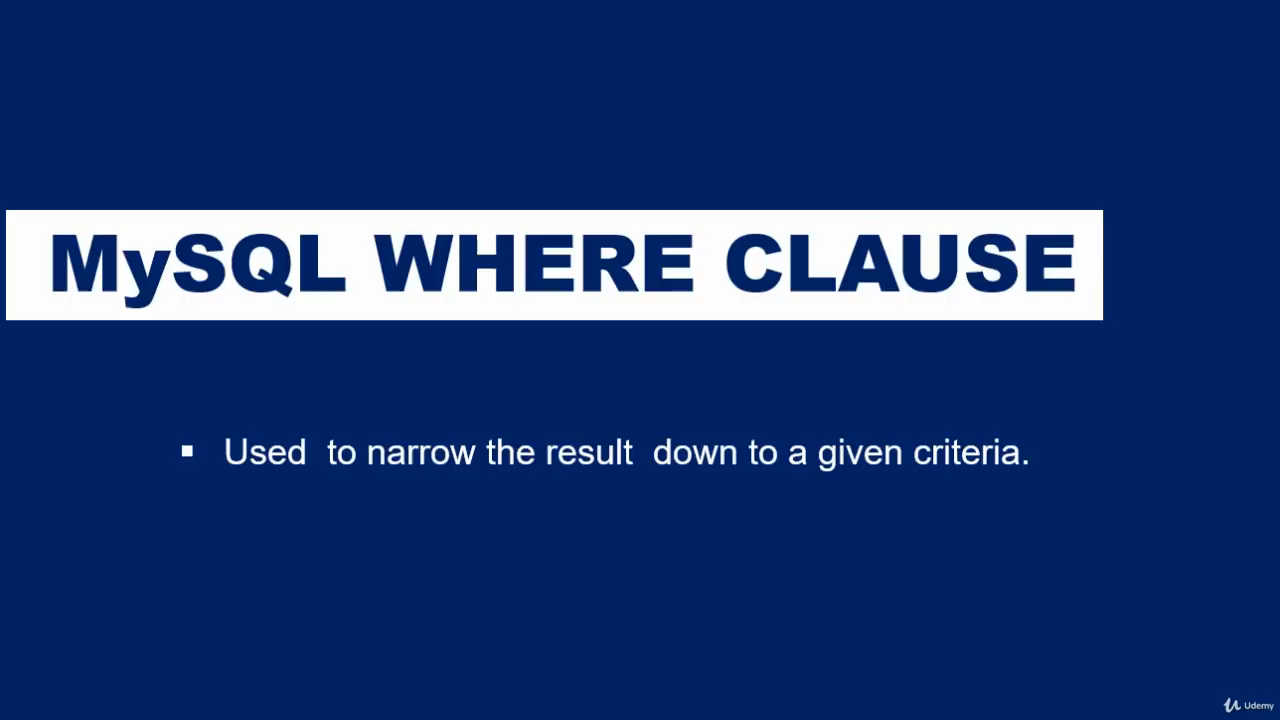 MySQL WHERE CLAUSE
▪ Used to narrow the result down to a given criteria.
Udemy